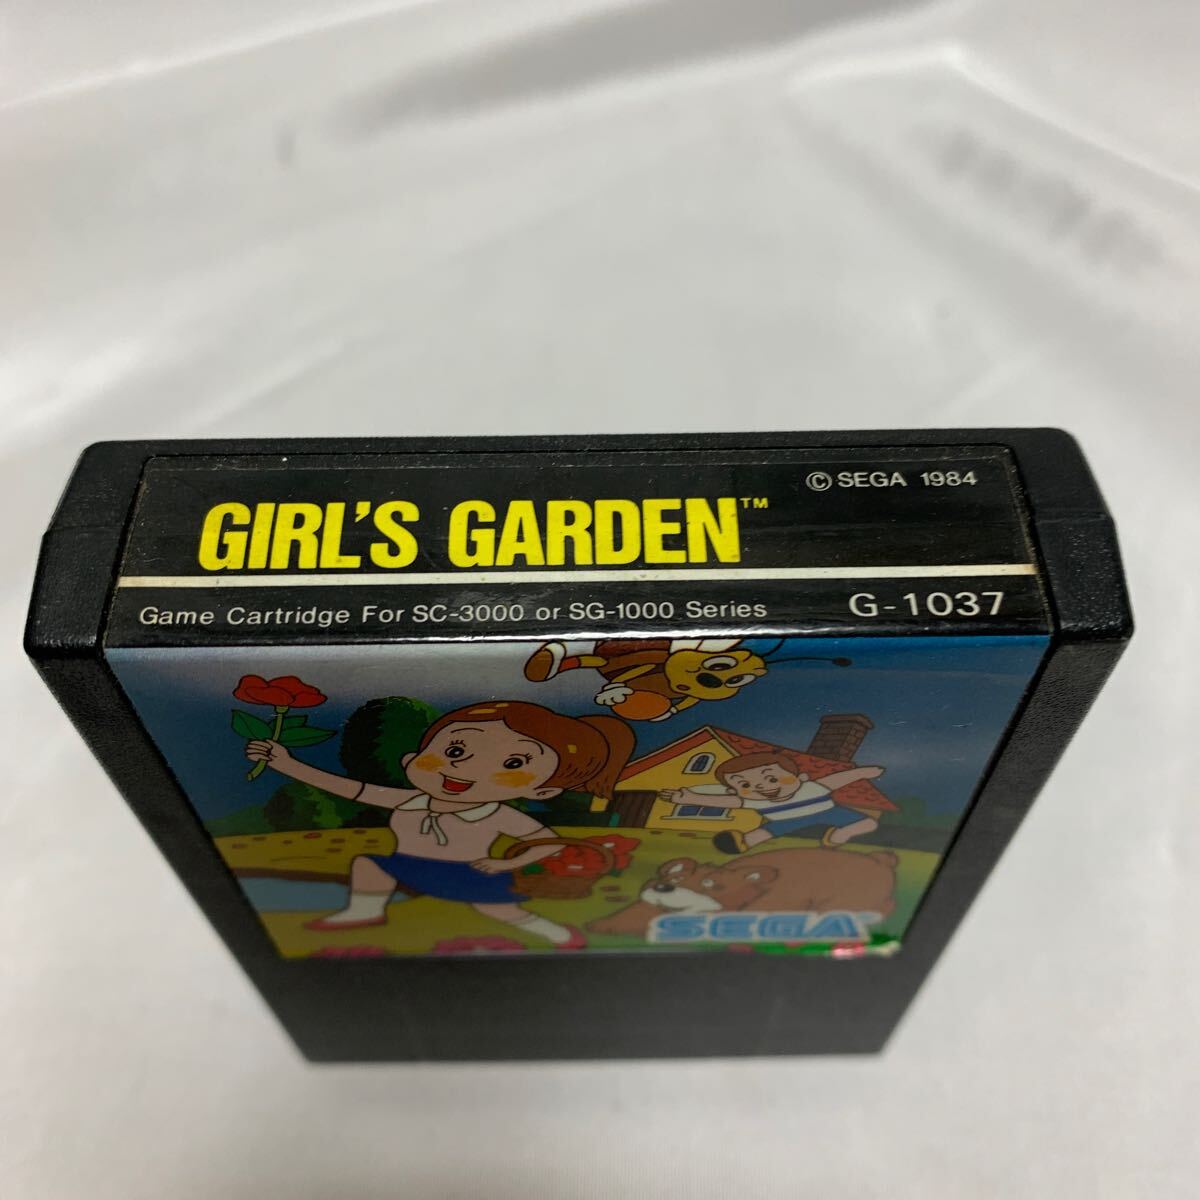 © SEGA 1984
GIRL'S GARDEN™
Game Cartridge For SC-3000 or SG-1000 Series G-1037
SEGA